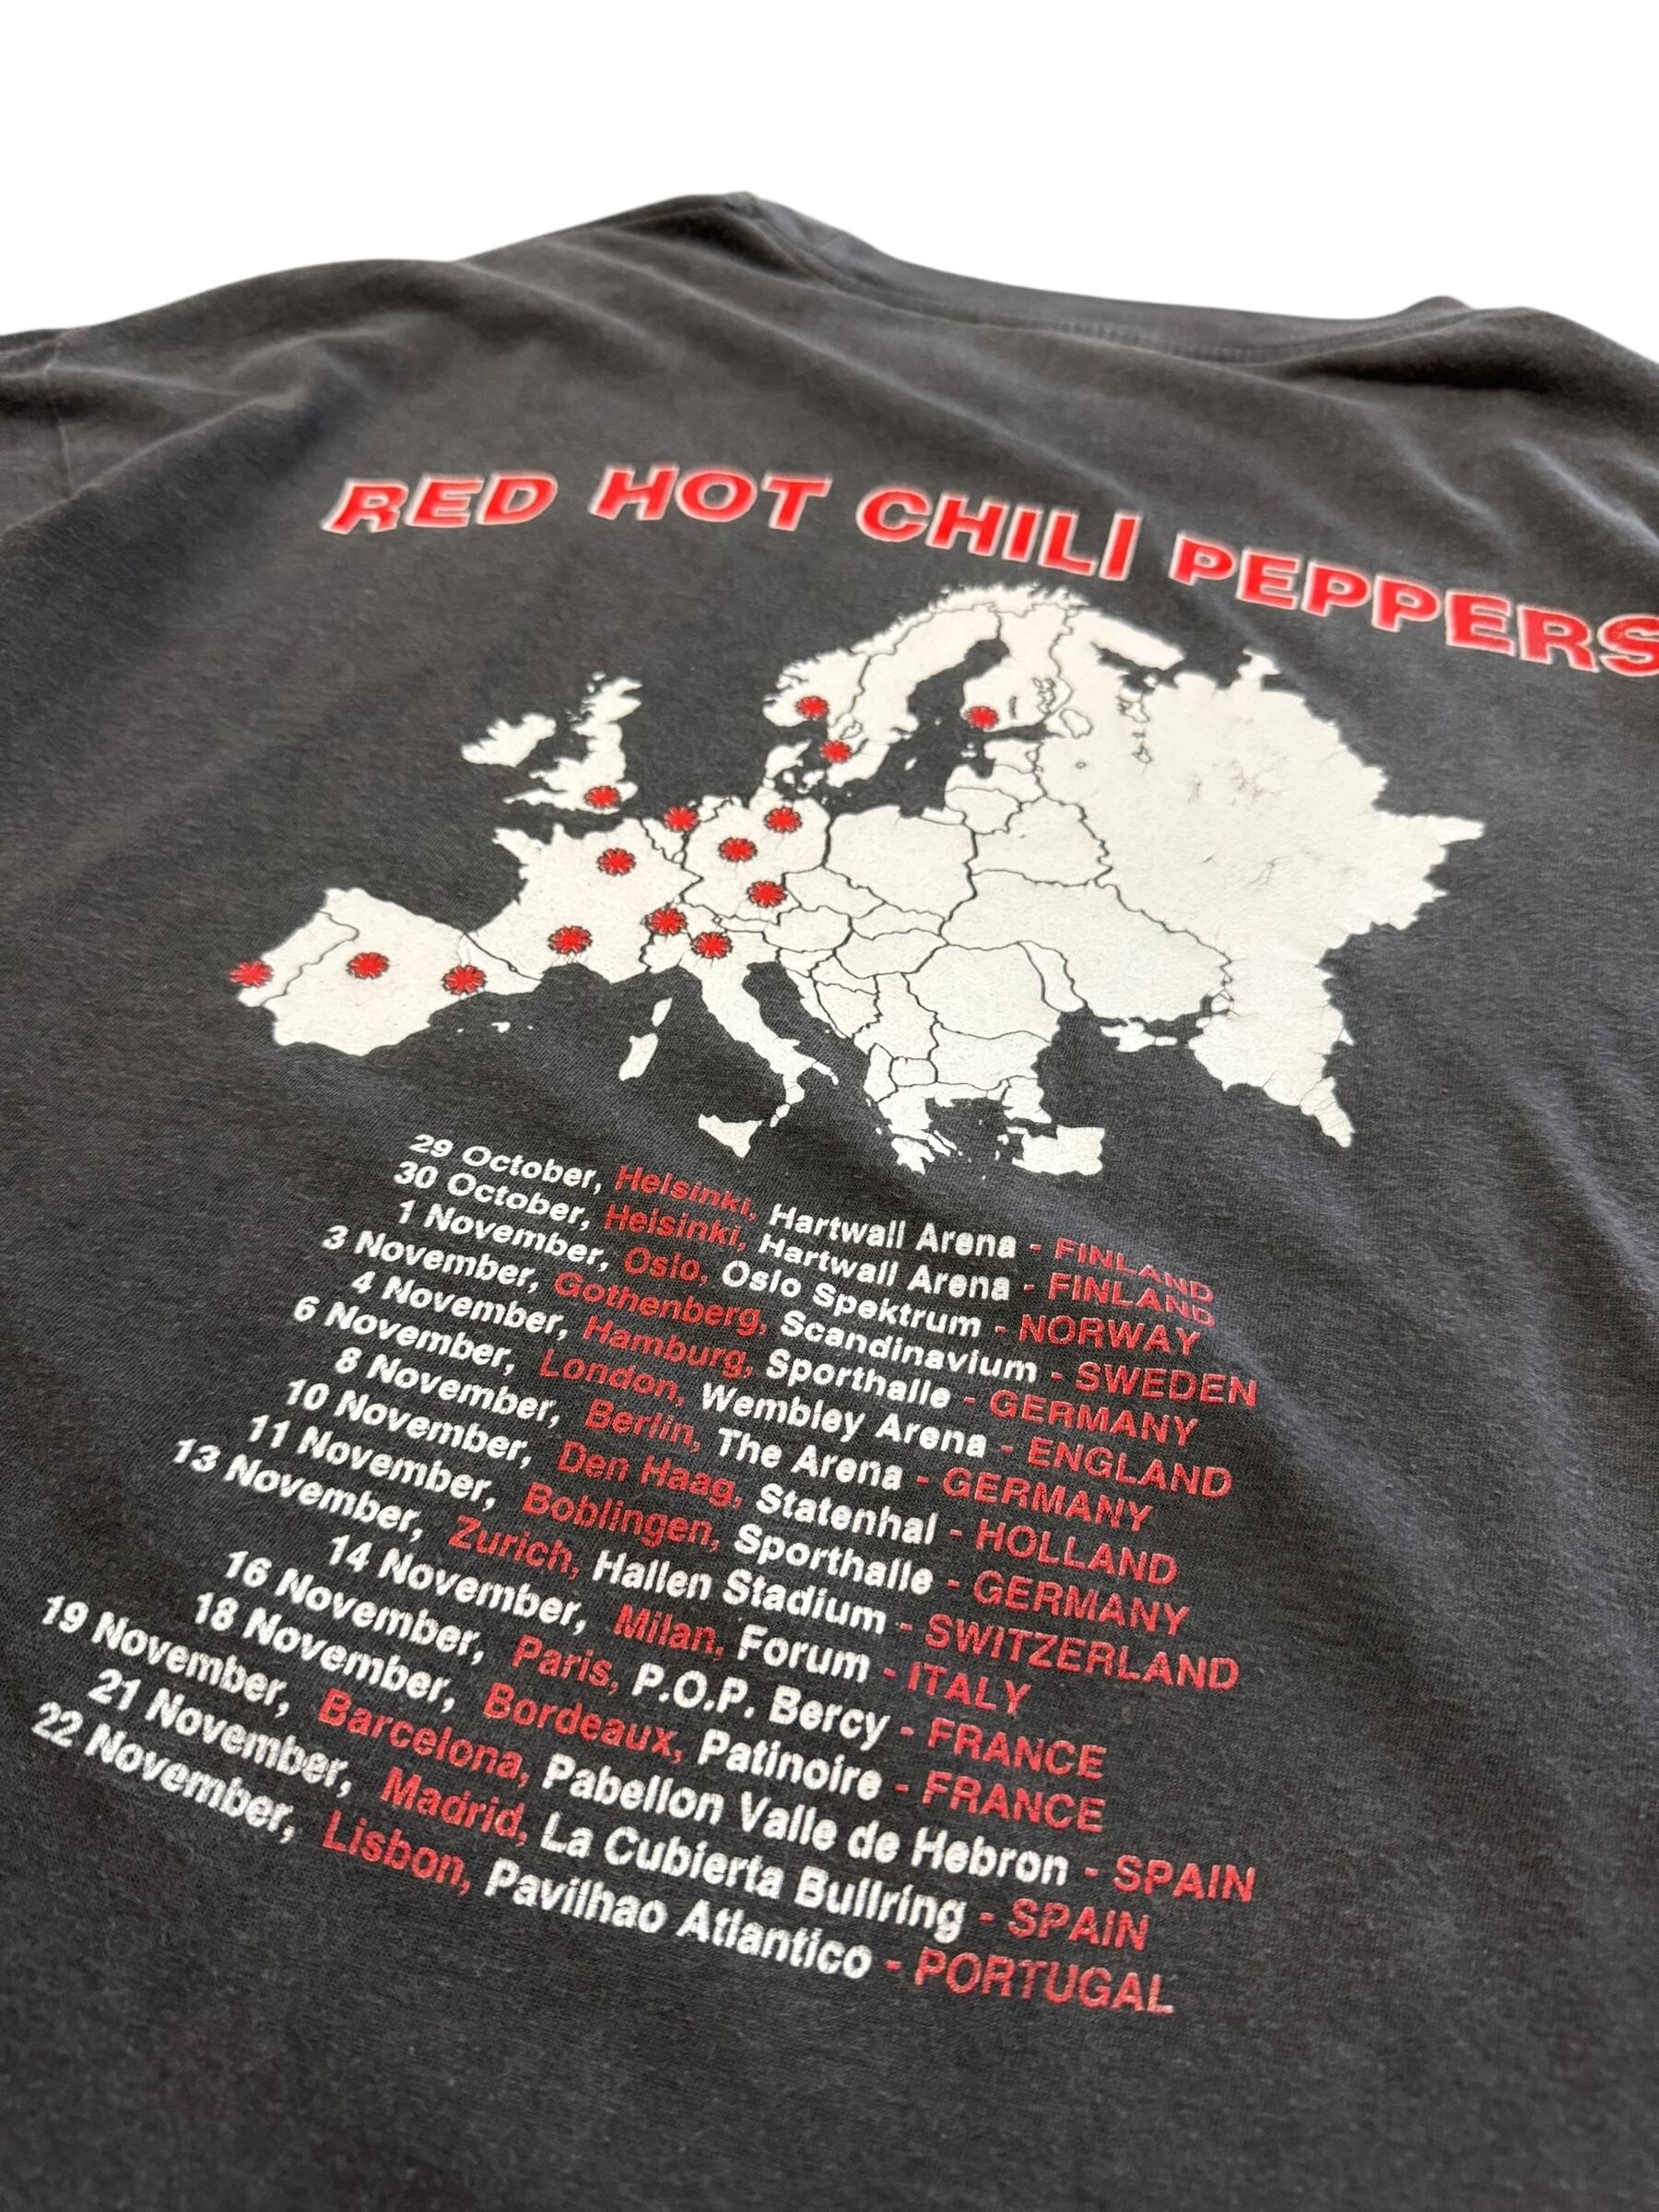 RED HOT CHILI PEPPERS
29 October, Helsinki, Hartwall Arena - FINLAND
30 October, Helsinki, Hartwall Arena - FINLAND
1 November, Oslo, Oslo Spektrum - NORWAY
3 November, Gothenberg, Scandinavium - SWEDEN
4 November, Hamburg, Sporthalle - GERMANY
6 November, London, Wembley Arena - ENGLAND
8 November, Berlin, The Arena - GERMANY
10 November, Den Haag, Statenhal - HOLLAND
11 November, Boblingen, Sporthalle - GERMANY
13 November, Zurich, Hallen Stadium - SWITZERLAND
14 November, Milan, Forum - ITALY
16 November, Paris, P.O.P. Bercy - FRANCE
18 November, Bordeaux, Patinoire - FRANCE
19 November, Barcelona, Pabellon Valle de Hebron - SPAIN
21 November, Madrid, La Cubierta Bullring - SPAIN
22 November, Lisbon, Pavilhao Atlantico - PORTUGAL